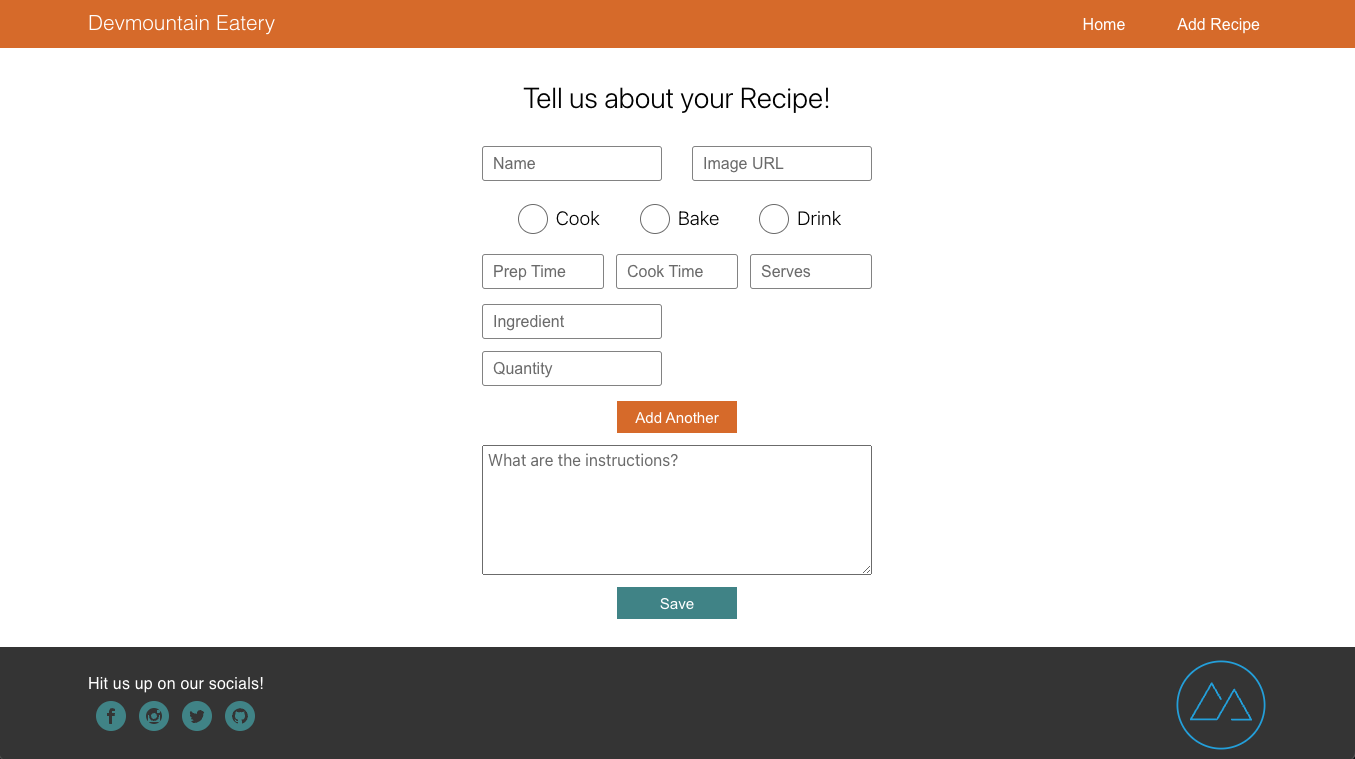 Devmountain Eatery Home Add Recipe
Tell us about your Recipe!
Name Image URL
Cook Bake Drink
Prep Time Cook Time Serves
Ingredient
Quantity
Add Another
What are the instructions?
Save
Hit us up on our socials!